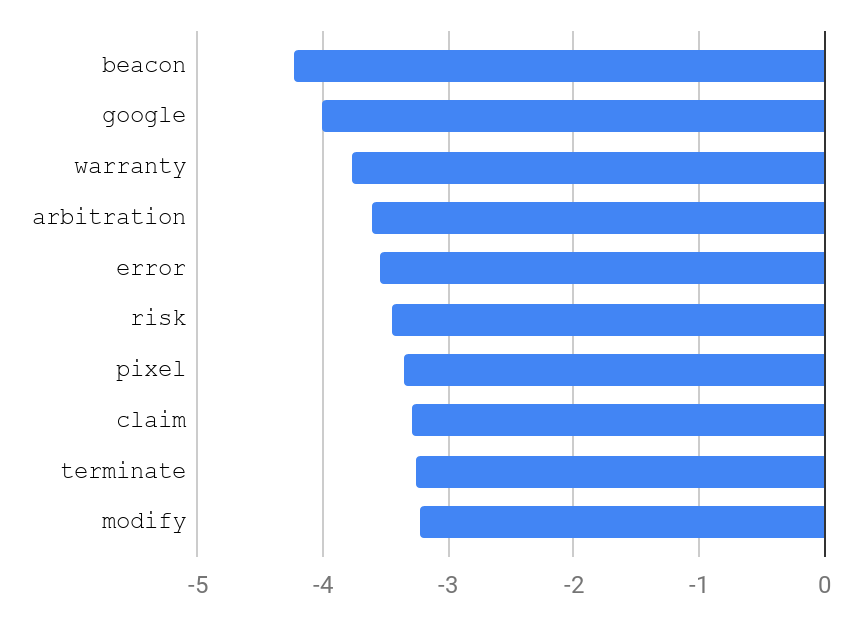 beacon
google
warranty
arbitration
error
risk
pixel
claim
terminate
modify
-5 -4 -3 -2 -1 0